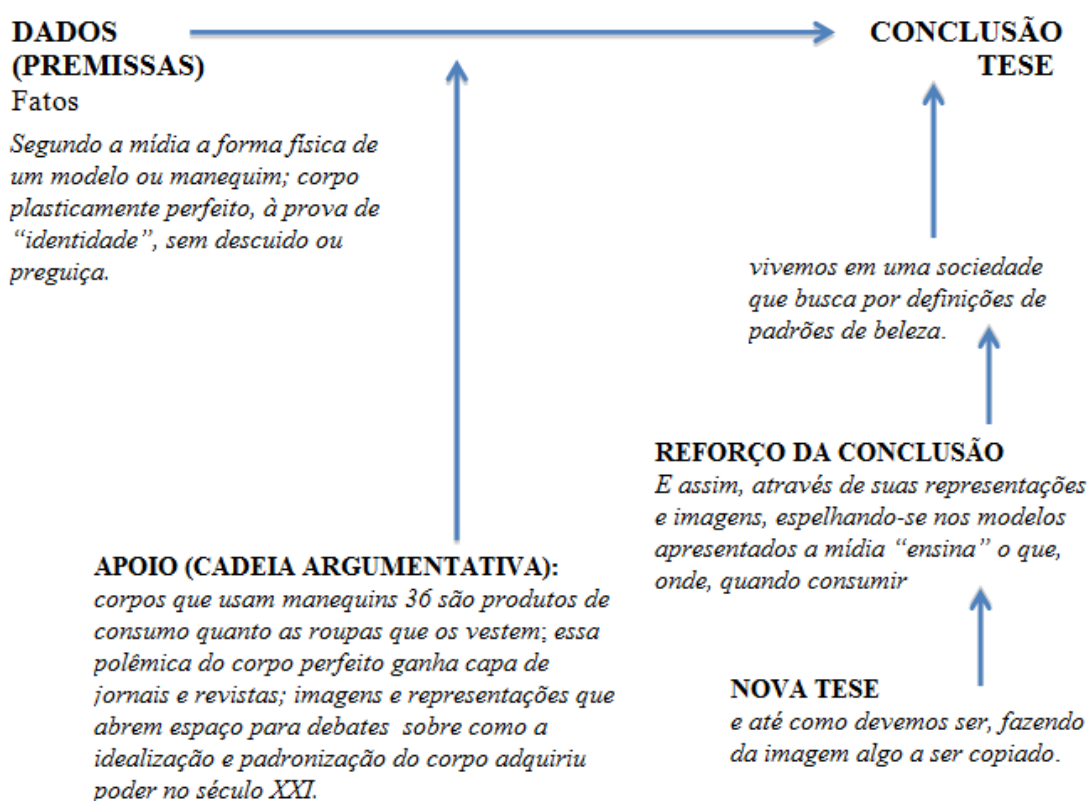 DADOS
(PREMISSAS)
Fatos
Segundo a mídia a forma física de
um modelo ou manequim; corpo
plasticamente perfeito, à prova de
“identidade”, sem descuido ou
preguiça.
CONCLUSÃO
TESE
vivemos em uma sociedade
que busca por definições de
padrões de beleza.
REFORÇO DA CONCLUSÃO
E assim, através de suas representações
e imagens, espelhando-se nos modelos
apresentados a mídia “ensina” o que,
onde, quando consumir
APOIO (CADEIA ARGUMENTATIVA):
corpos que usam manequins 36 são produtos de
consumo quanto as roupas que os vestem; essa
polêmica do corpo perfeito ganha capa de
jornais e revistas; imagens e representações que
abrem espaço para debates sobre como a
idealização e padronização do corpo adquiriu
poder no século XXI.
NOVA TESE
e até como devemos ser, fazendo
da imagem algo a ser copiado.